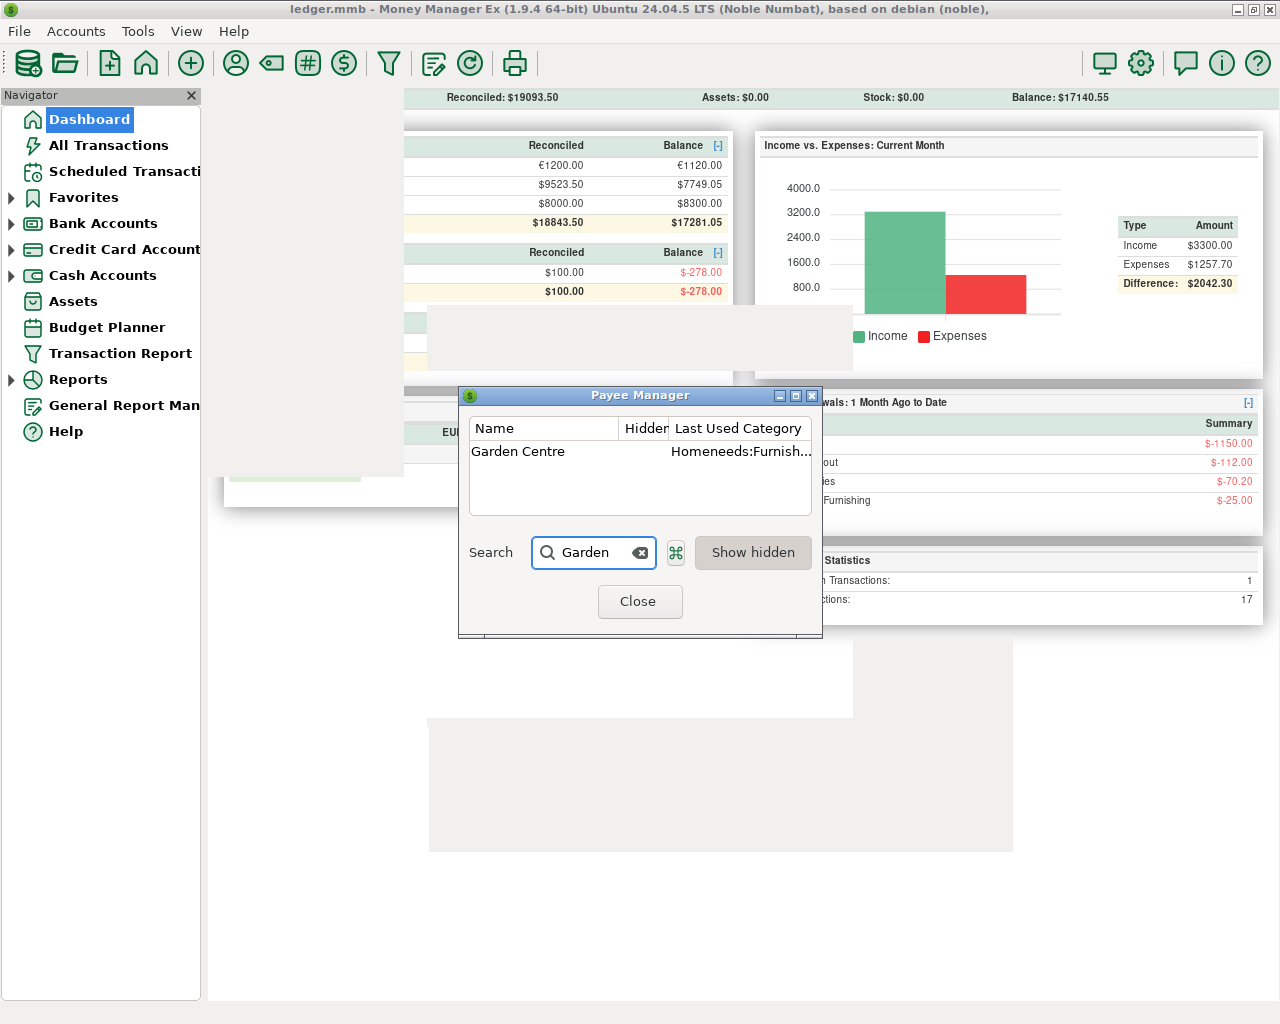 ledger.mmb - Money Manager Ex (1.9.4 64-bit) Ubuntu 24.04.5 LTS (Noble Numbat), based on debian (noble),
File Accounts Tools View Help
Navigator
Dashboard
All Transactions
Scheduled Transacti
Favorites
Bank Accounts
Credit Card Account
Cash Accounts
Assets
Budget Planner
Transaction Report
Reports
General Report Man
Help
Reconciled: $19093.50 Assets: $0.00 Stock: $0.00 Balance: $17140.55
Reconciled Balance [-]
€1200.00 €1120.00
$9523.50 $7749.05
$8000.00 $8300.00
$18843.50 $17281.05
Reconciled Balance [-]
$100.00 $-278.00
$100.00 $-278.00
EU
Income vs. Expenses: Current Month
4000.0
3200.0
2400.0
1600.0
800.0
Income Expenses
Type Amount
Income $3300.00
Expenses $1257.70
Difference: $2042.30
wals: 1 Month Ago to Date [-]
Summary
$-1150.00
out $-112.00
ies $-70.20
Furnishing $-25.00
Statistics
n Transactions: 1
ctions: 17
Payee Manager
Name Hidden Last Used Category
Garden Centre Homeneeds:Furnish...
Search Garden Show hidden
Close